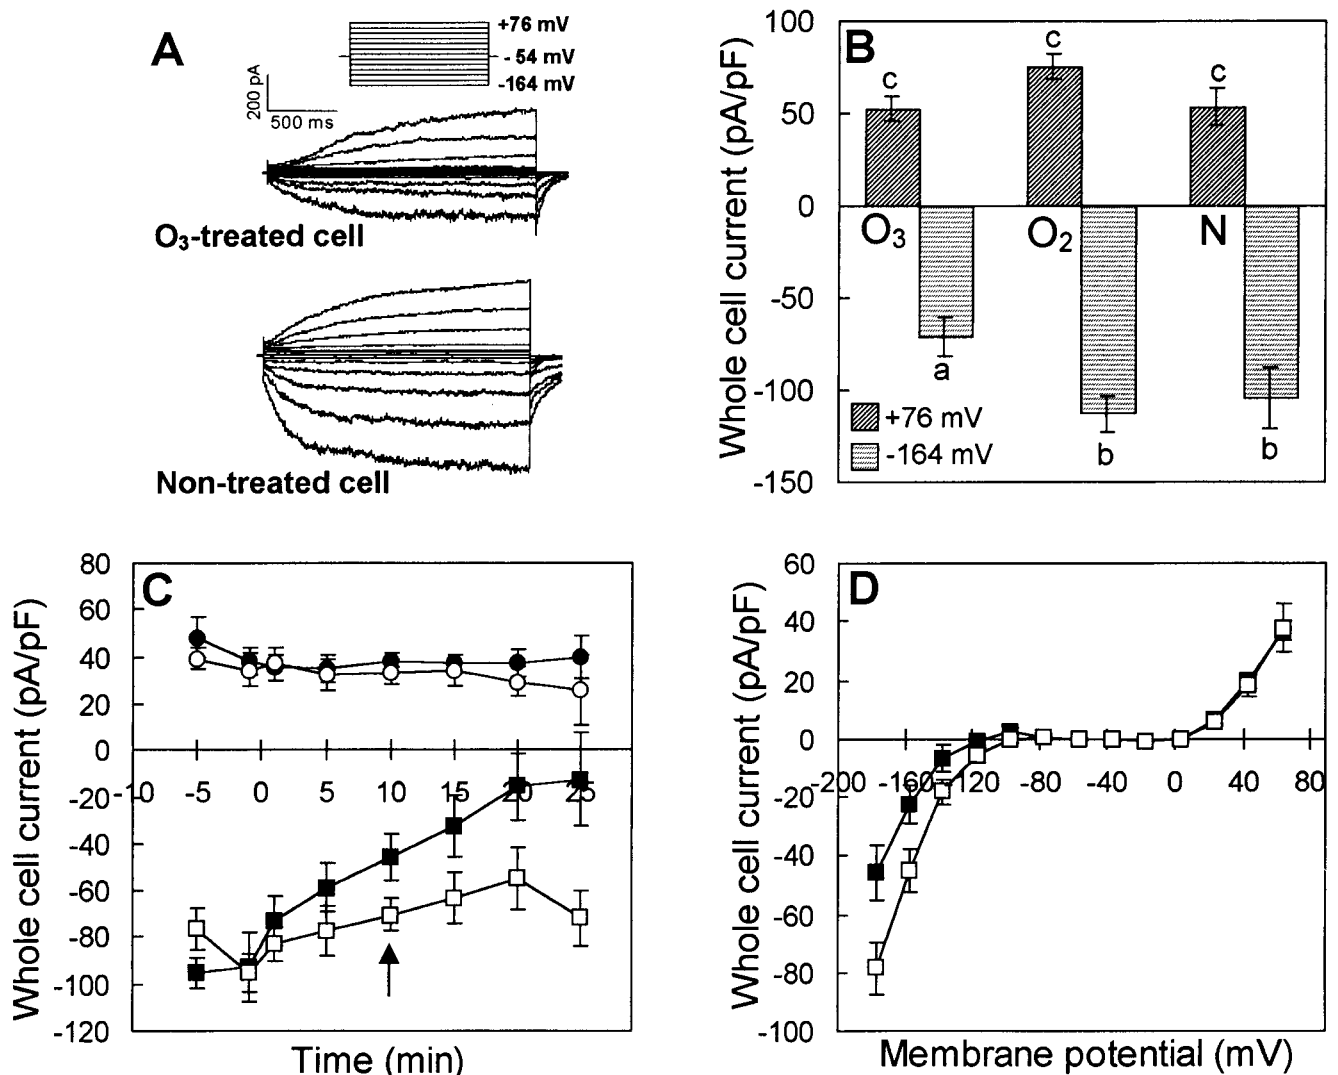 A
+76 mV
- 54 mV
-164 mV
200 pA
500 ms
O₃-treated cell
Non-treated cell
B
Whole cell current (pA/pF)
100
50
0
-50
-100
-150
c
c
c
O₃
O₂
N
a
b
b
+76 mV
-164 mV
C
Whole cell current (pA/pF)
80
60
40
20
0
-20
-40
-60
-80
-100
-120
-10
-5
0
5
10
15
20
25
Time (min)
D
Whole cell current (pA/pF)
60
40
20
0
-20
-40
-60
-80
-100
-200
-160
-120
-80
-40
0
40
80
Membrane potential (mV)